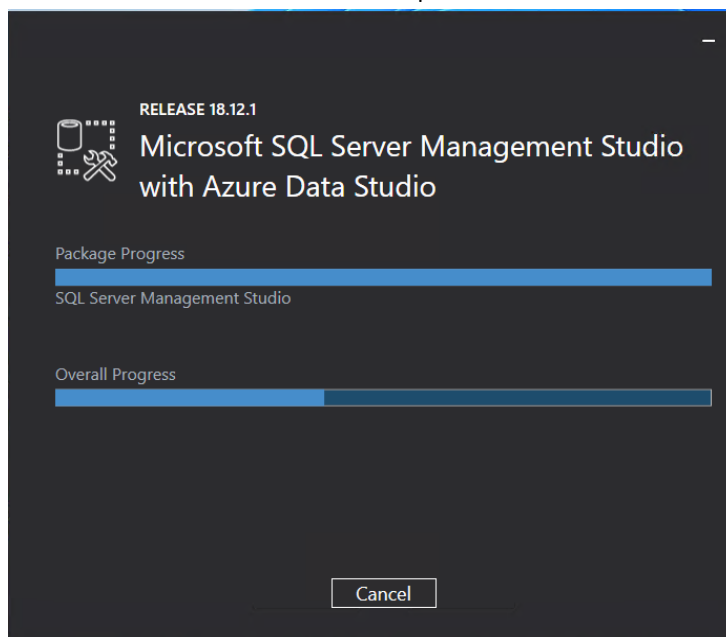 RELEASE 18.12.1
Microsoft SQL Server Management Studio
with Azure Data Studio
Package Progress
SQL Server Management Studio
Overall Progress
Cancel